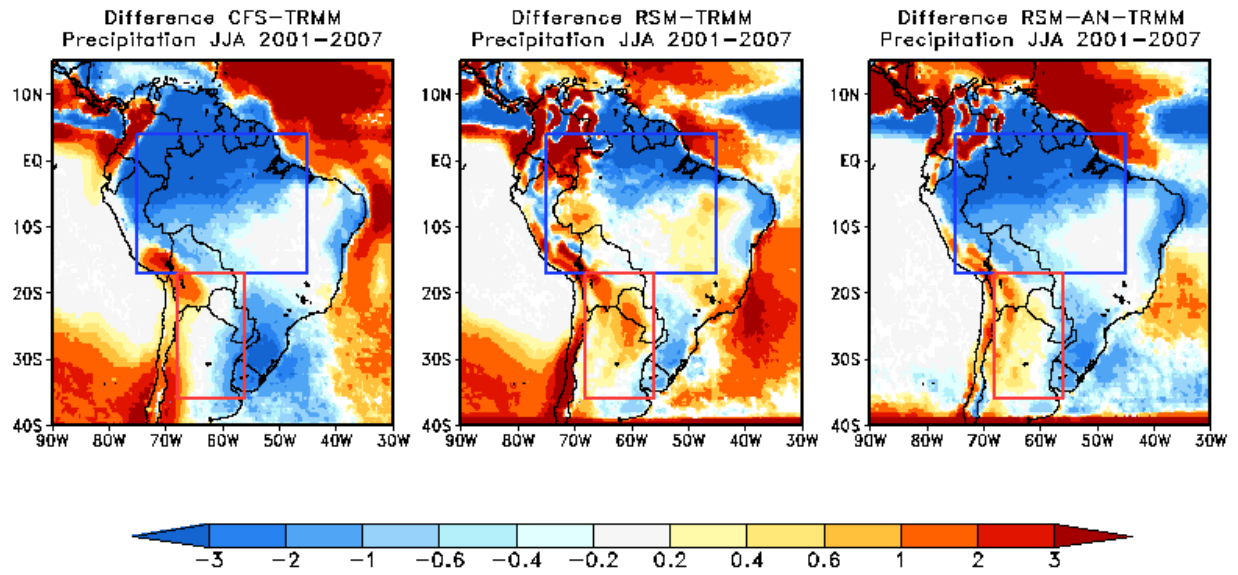 Difference CFS-TRMM
Precipitation JJA 2001-2007
Difference RSM-TRMM
Precipitation JJA 2001-2007
Difference RSM-AN-TRMM
Precipitation JJA 2001-2007
10N
EQ
10S
20S
30S
40S
90W 80W 70W 60W 50W 40W 30W
10N
EQ
10S
20S
30S
40S
90W 80W 70W 60W 50W 40W 30W
10N
EQ
10S
20S
30S
40S
90W 80W 70W 60W 50W 40W 30W
-3 -2 -1 -0.6 -0.4 -0.2 0.2 0.4 0.6 1 2 3